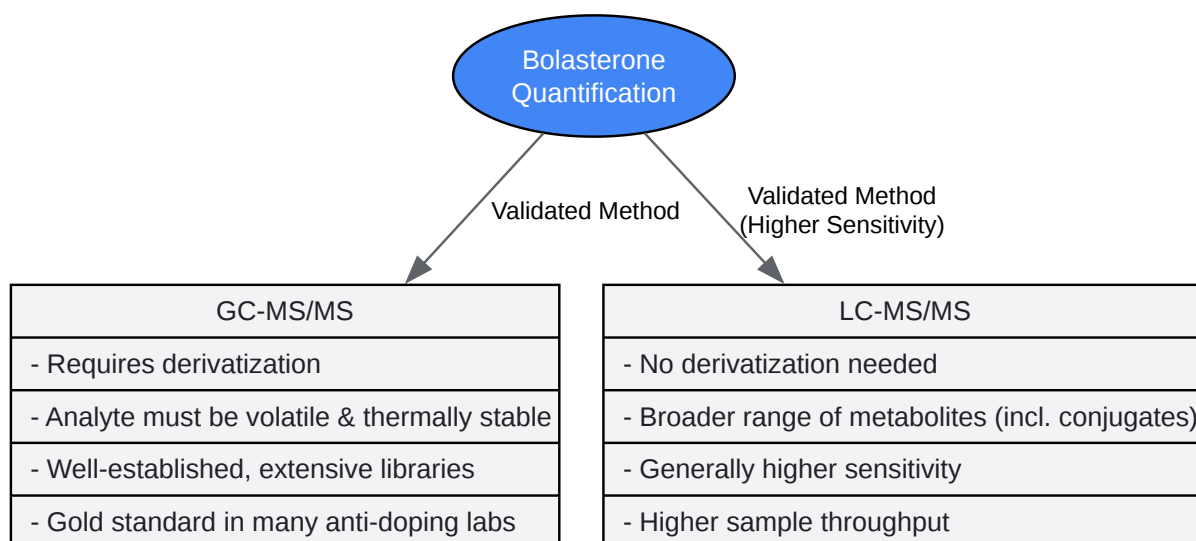 Bolasterone
Quantification
Validated Method
Validated Method
(Higher Sensitivity)
GC-MS/MS
- Requires derivatization
- Analyte must be volatile & thermally stable
- Well-established, extensive libraries
- Gold standard in many anti-doping labs
LC-MS/MS
- No derivatization needed
- Broader range of metabolites (incl. conjugates)
- Generally higher sensitivity
- Higher sample throughput